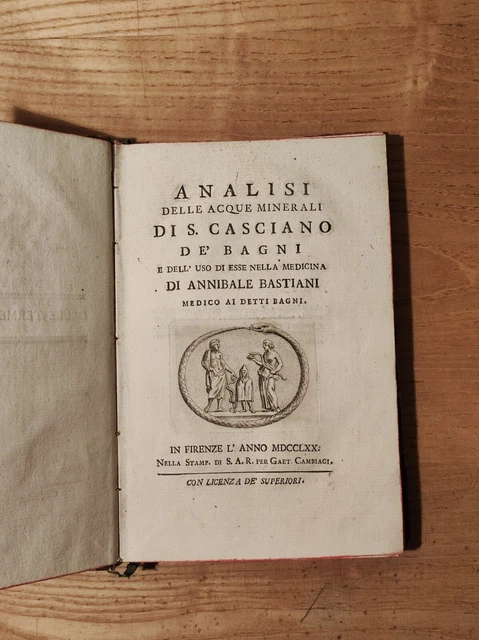 ANALISI
DELLE ACQUE MINERALI
DI S. CASCIANO
DE' BAGNI
E DELL' USO DI ESSE NELLA MEDICINA
DI ANNIBALE BASTIANI
MEDICO AI DETTI BAGNI.
IN FIRENZE L' ANNO MDCCLXX:
NELLA STAMP. DI S. A. R. PER GAET CAMBIAGI,
CON LICENZA DE' SUPERIORI.